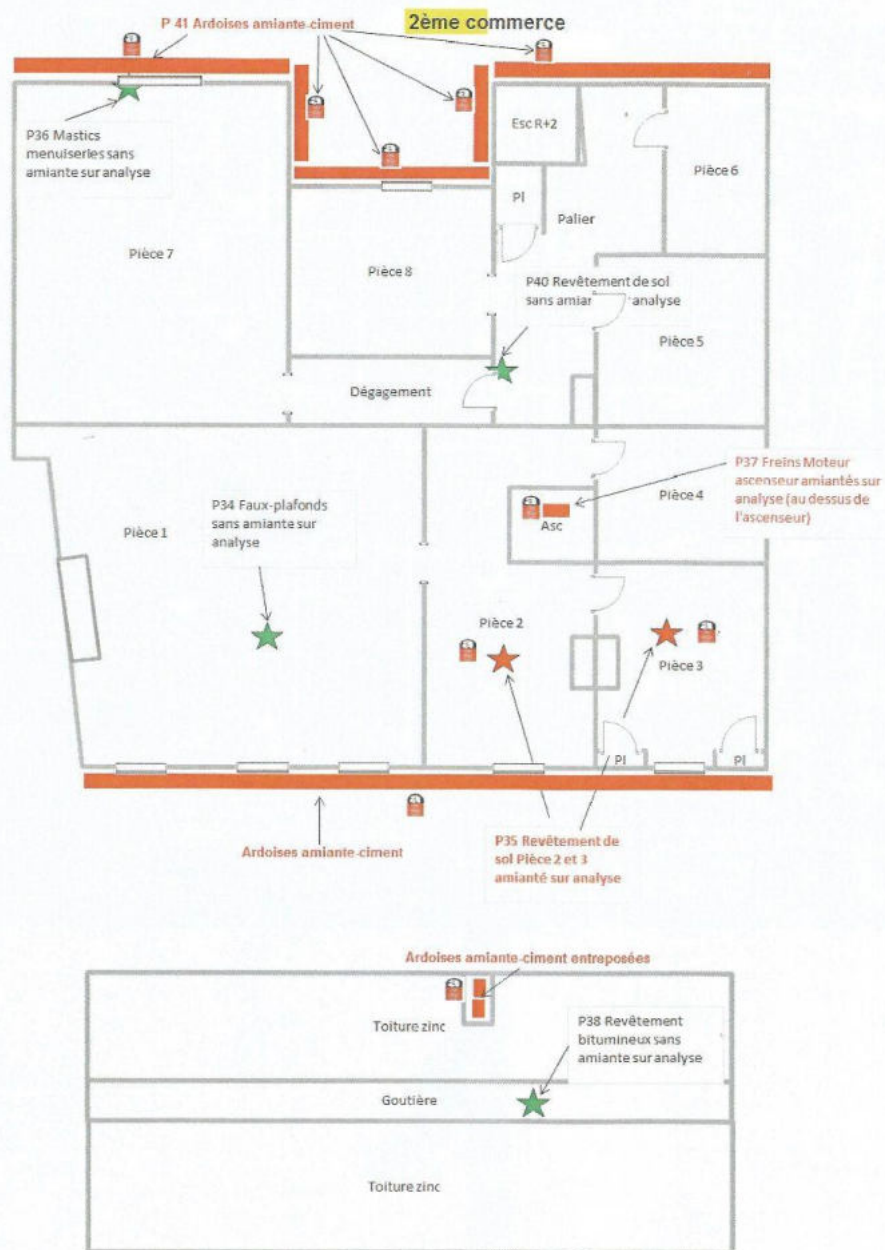 2ème commerce
P 41 Ardoises amiante-ciment
P36 Mastics
menuiseries sans
amiante sur analyse
Esc R+2
Pièce 6
Pl
Palier
Pièce 7
Pièce 8
P40 Revêtement de sol
sans amian analyse
Pièce 5
Dégagement
P37 Freins Moteur
ascenseur amiantés sur
analyse (au dessus de
l'ascenseur)
Pièce 4
Asc
P34 Faux-plafonds
sans amiante sur
analyse
Pièce 1
Pièce 2
Pièce 3
Pl
Pl
Ardoises amiante-ciment
P35 Revêtement de
sol Pièce 2 et 3
amianté sur analyse
Ardoises amiante-ciment entreposées
Toiture zinc
P38 Revêtement
bitumineux sans
amiante sur analyse
Goutière
Toiture zinc